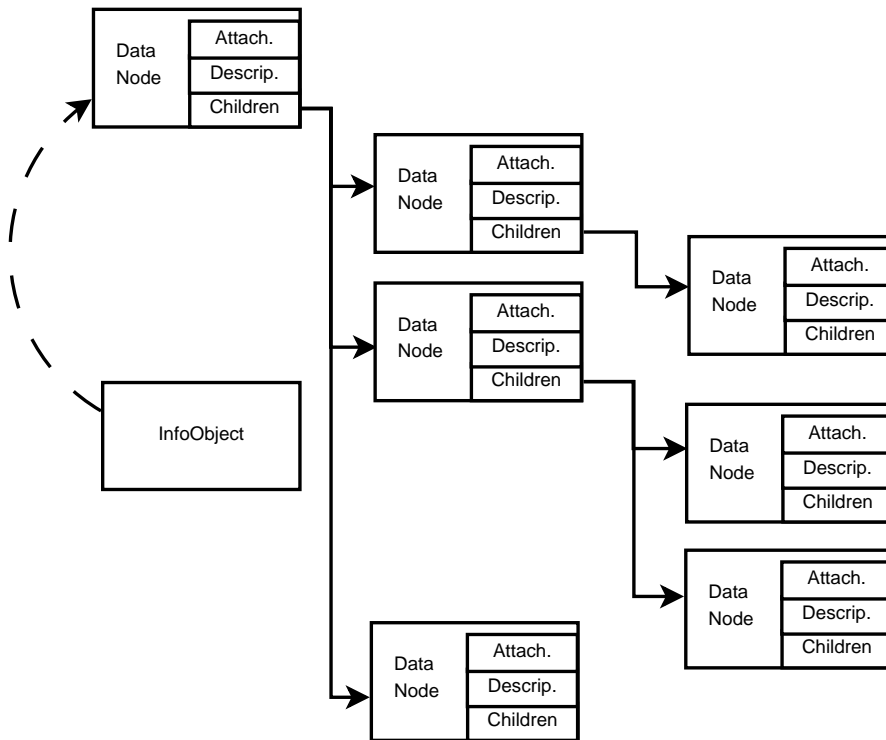 Data
Node
Attach.
Descrip.
Children
Data
Node
Attach.
Descrip.
Children
Data
Node
Attach.
Descrip.
Children
Data
Node
Attach.
Descrip.
Children
InfoObject
Data
Node
Attach.
Descrip.
Children
Data
Node
Attach.
Descrip.
Children
Data
Node
Attach.
Descrip.
Children